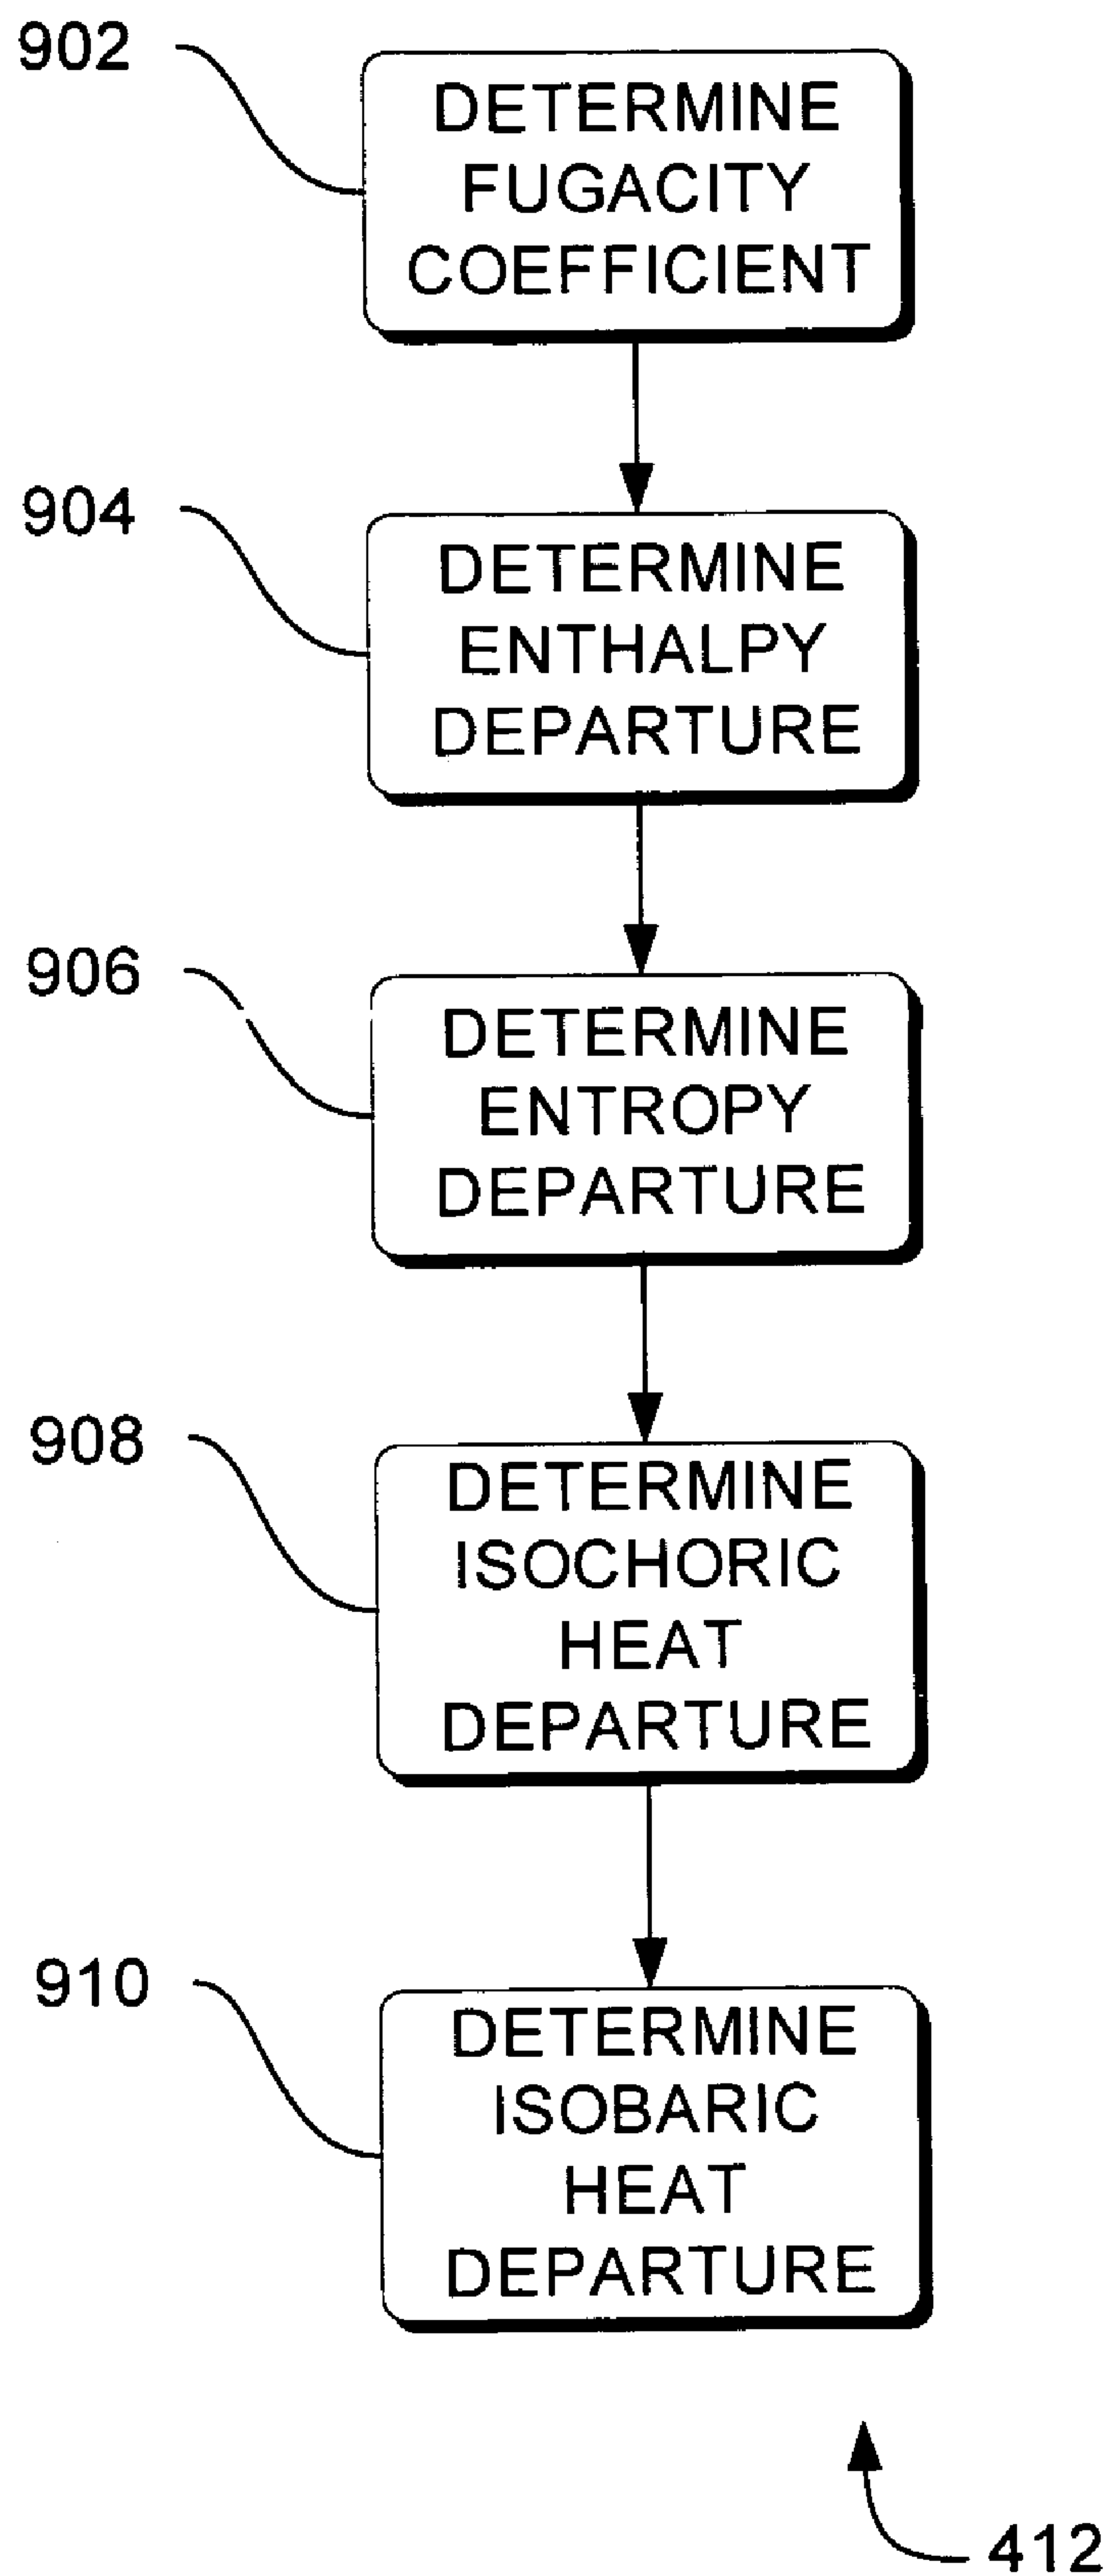 902
DETERMINE
FUGACITY
COEFFICIENT
904
DETERMINE
ENTHALPY
DEPARTURE
906
DETERMINE
ENTROPY
DEPARTURE
908
DETERMINE
ISOCHORIC
HEAT
DEPARTURE
910
DETERMINE
ISOBARIC
HEAT
DEPARTURE
412